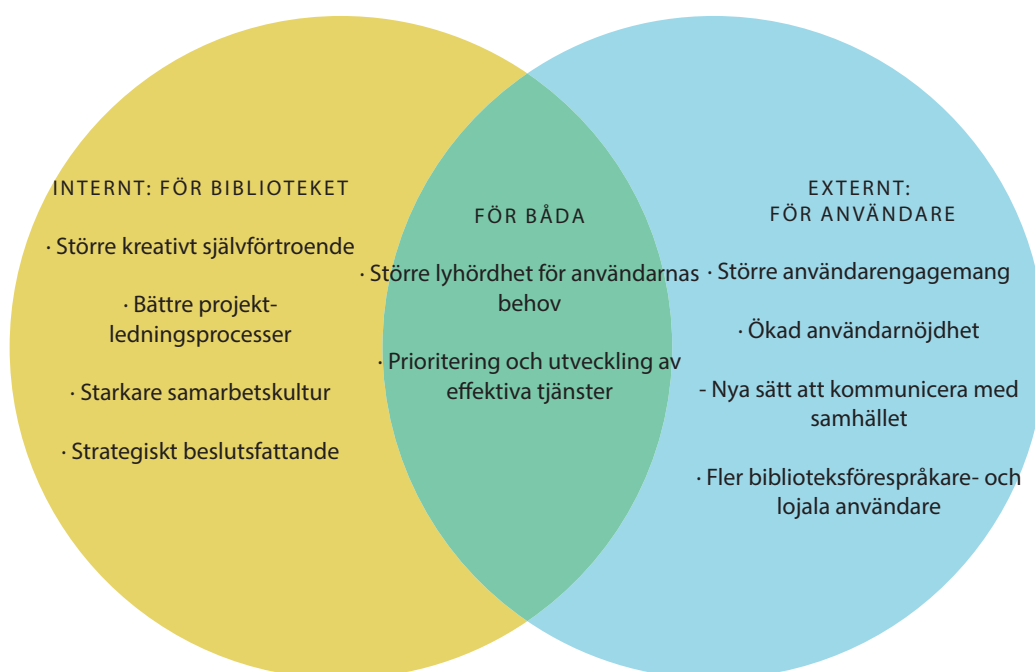 INTERNT: FÖR BIBLIOTEKET
· Större kreativt självförtroende
· Bättre projekt-
ledningsprocesser
· Starkare samarbetskultur
· Strategiskt beslutsfattande
FÖR BÅDA
· Större lyhördhet för användarnas
behov
· Prioritering och utveckling av
effektiva tjänster
EXTERNT:
FÖR ANVÄNDARE
· Större användarengagemang
· Ökad användarnöjdhet
- Nya sätt att kommunicera med
samhället
· Fler biblioteksförespråkare- och
lojala användare